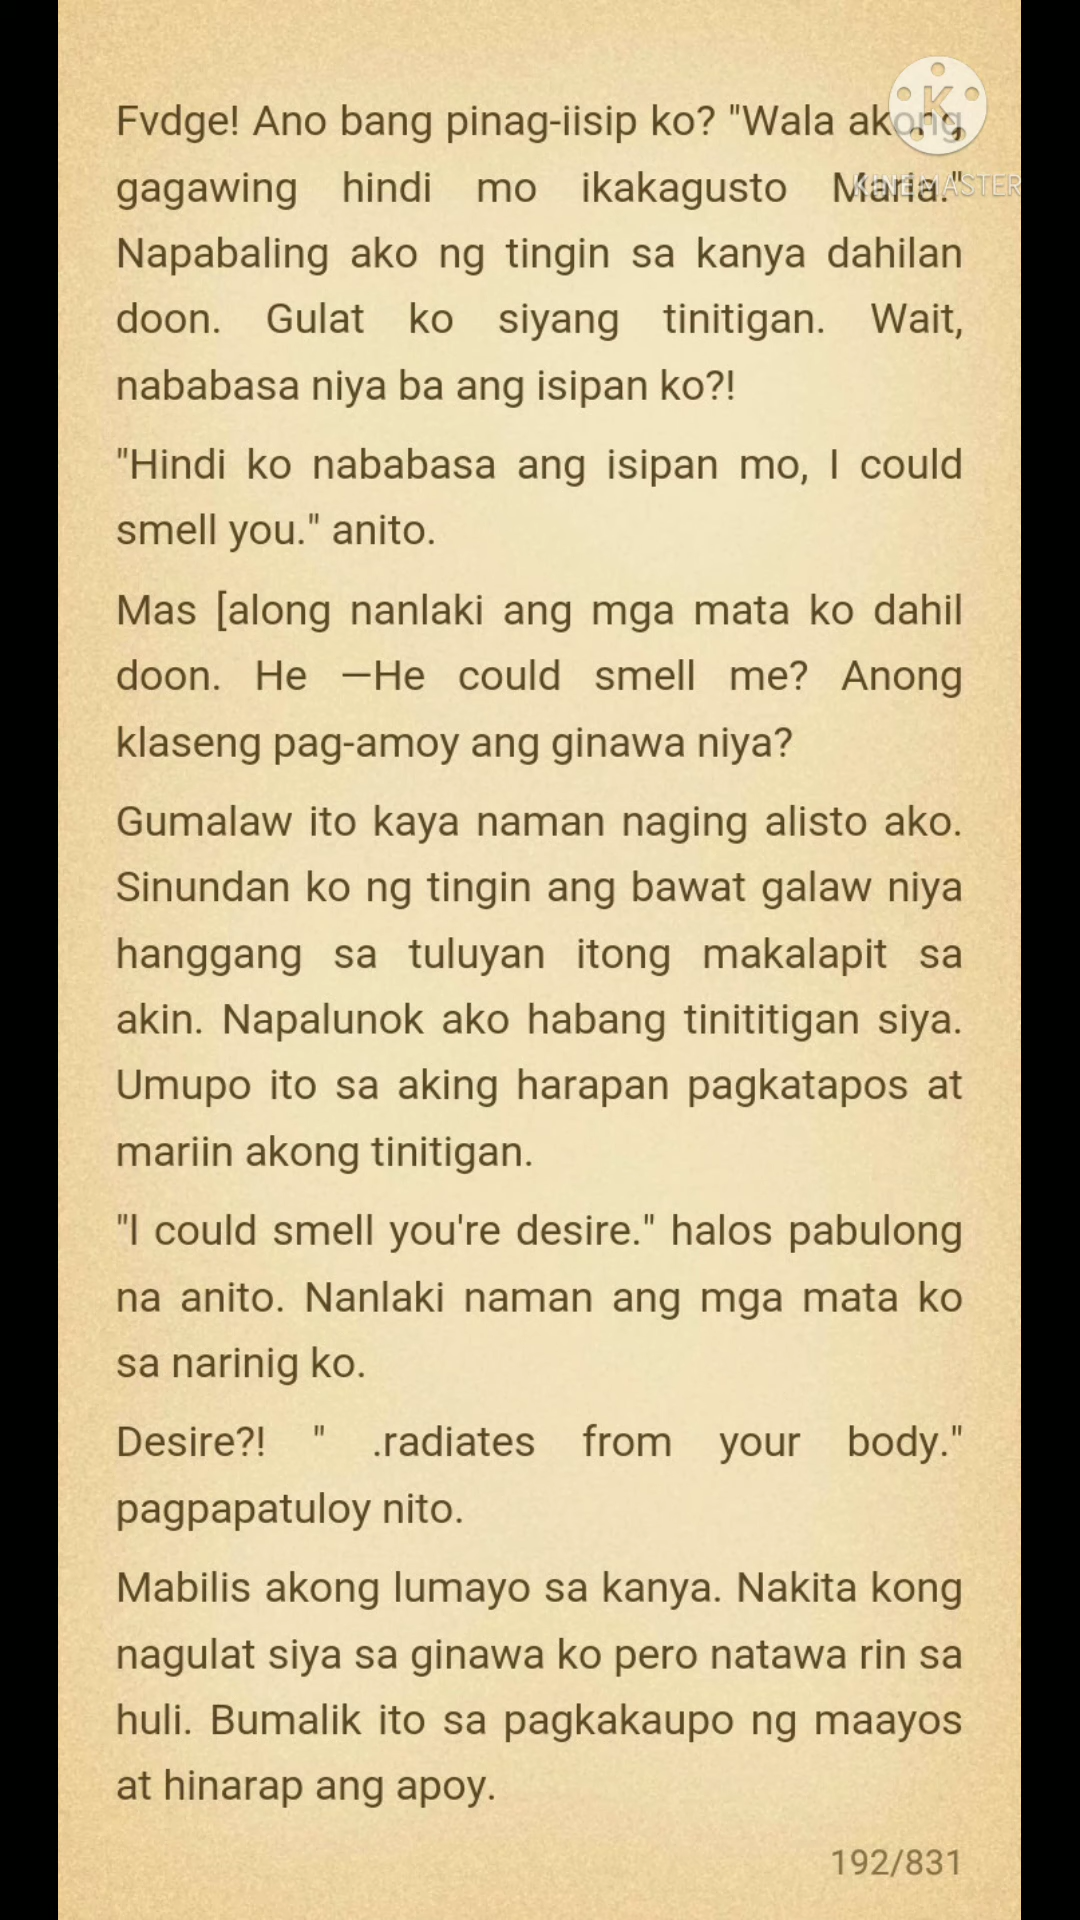 Fvdge! Ano bang pinag-iisip ko? "Wala akong
gagawing hindi mo ikakagusto Maria."
Napabaling ako ng tingin sa kanya dahilan
doon. Gulat ko siyang tinitigan. Wait,
nababasa niya ba ang isipan ko?!
"Hindi ko nababasa ang isipan mo, I could
smell you." anito.
Mas [along nanlaki ang mga mata ko dahil
doon. He —He could smell me? Anong
klaseng pag-amoy ang ginawa niya?
Gumalaw ito kaya naman naging alisto ako.
Sinundan ko ng tingin ang bawat galaw niya
hanggang sa tuluyan itong makalapit sa
akin. Napalunok ako habang tinititigan siya.
Umupo ito sa aking harapan pagkatapos at
mariin akong tinitigan.
"I could smell you're desire." halos pabulong
na anito. Nanlaki naman ang mga mata ko
sa narinig ko.
Desire?! " .radiates from your body."
pagpapatuloy nito.
Mabilis akong lumayo sa kanya. Nakita kong
nagulat siya sa ginawa ko pero natawa rin sa
huli. Bumalik ito sa pagkakaupo ng maayos
at hinarap ang apoy.
192/831
K
KINEMASTER